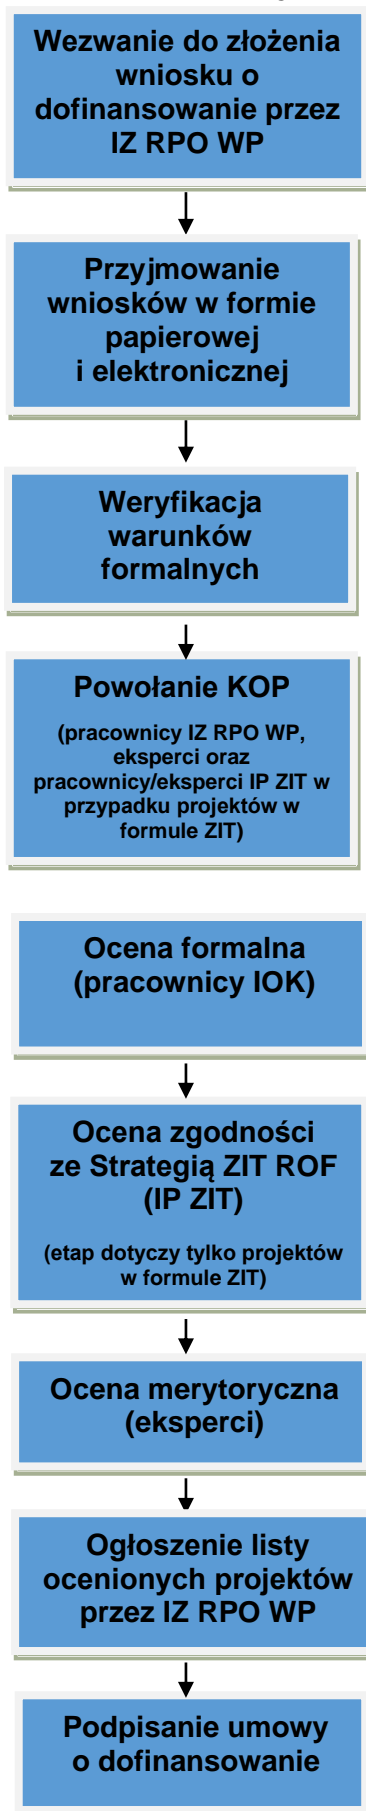 Wezwanie do złożenia
wniosku o
dofinansowanie przez
IZ RPO WP
Przyjmowanie
wniosków w formie
papierowej
i elektronicznej
Weryfikacja
warunków
formalnych
Powołanie KOP
(pracownicy IZ RPO WP,
eksperci oraz
pracownicy/eksperci IP ZIT w
przypadku projektów w
formule ZIT)
Ocena formalna
(pracownicy IOK)
Ocena zgodności
ze Strategią ZIT ROF
(IP ZIT)
(etap dotyczy tylko projektów
w formule ZIT)
Ocena merytoryczna
(eksperci)
Ogłoszenie listy
ocenionych projektów
przez IZ RPO WP
Podpisanie umowy
o dofinansowanie